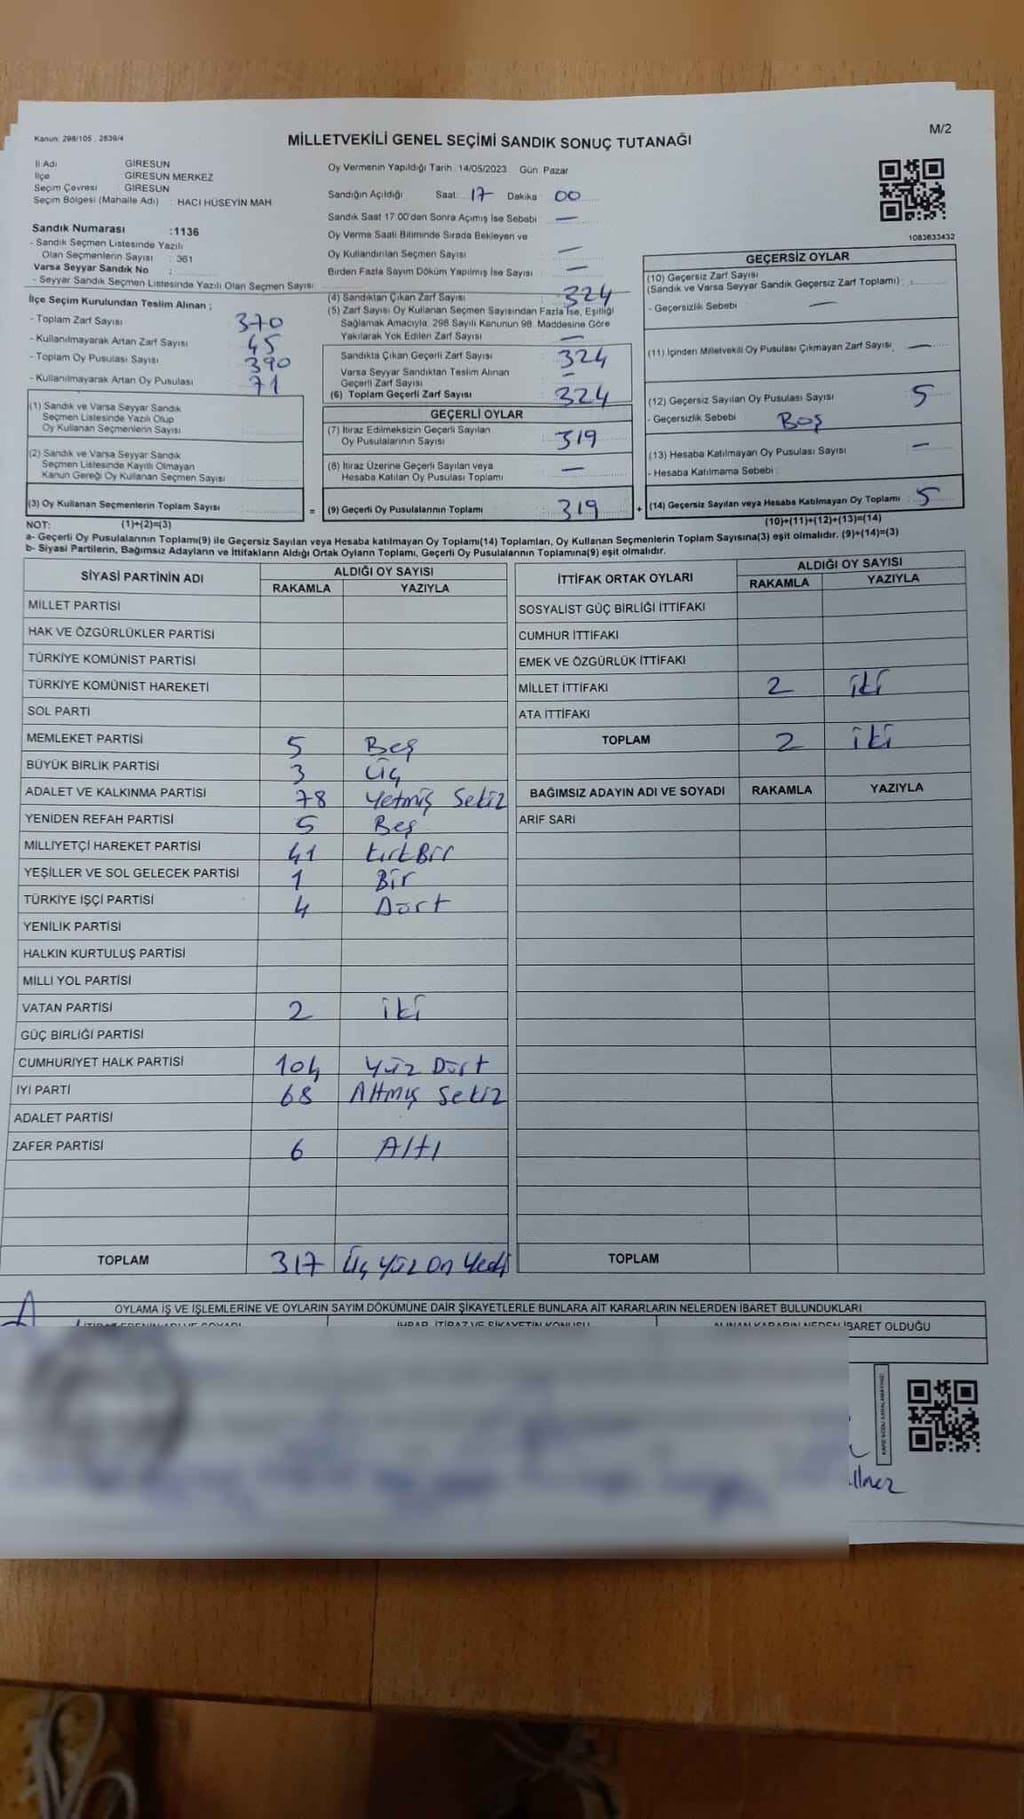 Kanun: 298/105 , 2839/4
MİLLETVEKİLİ GENEL SEÇİMİ SANDIK SONUÇ TUTANAĞI
M/2
İl Adı GİRESUN
İlçe GİRESUN MERKEZ
Seçim Çevresi GİRESUN
Seçim Bölgesi (Mahalle Adı) : HACI HÜSEYİN MAH
Sandık Numarası :1136
- Sandık Seçmen Listesinde Yazılı
Olan Seçmenlerin Sayısı : 361
Varsa Seyyar Sandık No :
- Seyyar Sandık Seçmen Listesinde Yazılı Olan Seçmen Sayısı
İlçe Seçim Kurulundan Teslim Alınan ;
- Toplam Zarf Sayısı 370
- Kullanılmayarak Artan Zarf Sayısı 45
- Toplam Oy Pusulası Sayısı 390
- Kullanılmayarak Artan Oy Pusulası 71
(1) Sandık ve Varsa Seyyar Sandık
Seçmen Listesinde Yazılı Olup
Oy Kullanan Seçmenlerin Sayısı
(2) Sandık ve Varsa Seyyar Sandık
Seçmen Listesinde Kayıtlı Olmayan
Kanun Gereği Oy Kullanan Seçmen Sayısı
(3) Oy Kullanan Seçmenlerin Toplam Sayısı =
Oy Vermenin Yapıldığı Tarih : 14/05/2023 Gün: Pazar
Sandığın Açıldığı Saat: 17 Dakika 00
Sandık Saat 17:00'den Sonra Açımış İse Sebebi —
Oy Verme Saati Bitiminde Sırada Bekleyen ve
Oy Kullandırılan Seçmen Sayısı —
Birden Fazla Sayım Döküm Yapılmış İse Sayısı —
(4) Sandıktan Çıkan Zarf Sayısı 324
(5) Zarf Sayısı Oy Kullanan Seçmen Sayısından Fazla İse, Eşitliği
Sağlamak Amacıyla, 298 Sayılı Kanunun 98. Maddesine Göre
Yakılarak Yok Edilen Zarf Sayısı —
Sandıkta Çıkan Geçerli Zarf Sayısı 324
Varsa Seyyar Sandıktan Teslim Alınan
Geçerli Zarf Sayısı —
(6) Toplam Geçerli Zarf Sayısı 324
GEÇERLİ OYLAR
(7) İtiraz Edilmeksizin Geçerli Sayılan
Oy Pusulalarının Sayısı 319
(8) İtiraz Üzerine Geçerli Sayılan veya
Hesaba Katılan Oy Pusulası Toplamı —
(9) Geçerli Oy Pusulalarının Toplamı 319 +
1083633432
GEÇERSİZ OYLAR
(10) Geçersiz Zarf Sayısı
(Sandık ve Varsa Seyyar Sandık Geçersiz Zarf Toplamı) :
- Geçersizlik Sebebi —
(11) İçinden Milletvekili Oy Pusulası Çıkmayan Zarf Sayısı —
(12) Geçersiz Sayılan Oy Pusulası Sayısı 5
- Geçersizlik Sebebi Boş
(13) Hesaba Katılmayan Oy Pusulası Sayısı —
- Hesaba Katılmama Sebebi :
(14) Geçersiz Sayılan veya Hesaba Katılmayan Oy Toplamı 5
NOT: (1)+(2)=(3) (10)+(11)+(12)+(13)=(14)
a- Geçerli Oy Pusulalarının Toplamı(9) ile Geçersiz Sayılan veya Hesaba katılmayan Oy Toplamı(14) Toplamları, Oy Kullanan Seçmenlerin Toplam Sayısına(3) eşit olmalıdır. (9)+(14)=(3)
b- Siyasi Partilerin, Bağımsız Adayların ve İttifakların Aldığı Ortak Oyların Toplamı, Geçerli Oy Pusulalarının Toplamına(9) eşit olmalıdır.
SİYASİ PARTİNİN ADI ALDIĞI OY SAYISI
RAKAMLA YAZIYLA
MİLLET PARTİSİ
HAK VE ÖZGÜRLÜKLER PARTİSİ
TÜRKİYE KOMÜNİST PARTİSİ
TÜRKİYE KOMÜNİST HAREKETİ
SOL PARTİ
MEMLEKET PARTİSİ 5 Beş
BÜYÜK BİRLİK PARTİSİ 3 Üç
ADALET VE KALKINMA PARTİSİ 78 Yetmiş Sekiz
YENİDEN REFAH PARTİSİ 5 Beş
MİLLİYETÇİ HAREKET PARTİSİ 41 Kırk Bir
YEŞİLLER VE SOL GELECEK PARTİSİ 1 Bir
TÜRKİYE İŞÇİ PARTİSİ 4 Dört
YENİLİK PARTİSİ
HALKIN KURTULUŞ PARTİSİ
MİLLİ YOL PARTİSİ
VATAN PARTİSİ 2 iki
GÜÇ BİRLİĞİ PARTİSİ
CUMHURİYET HALK PARTİSİ 104 Yüz Dört
İYİ PARTİ 68 Altmış Sekiz
ADALET PARTİSİ
ZAFER PARTİSİ 6 Altı
TOPLAM 317 Üç Yüz On Yedi
İTTİFAK ORTAK OYLARI ALDIĞI OY SAYISI
RAKAMLA YAZIYLA
SOSYALİST GÜÇ BİRLİĞİ İTTİFAKI
CUMHUR İTTİFAKI
EMEK VE ÖZGÜRLÜK İTTİFAKI
MİLLET İTTİFAKI 2 iki
ATA İTTİFAKI
TOPLAM 2 iki
BAĞIMSIZ ADAYIN ADI VE SOYADI RAKAMLA YAZIYLA
ARİF SARI
TOPLAM
OYLAMA İŞ VE İŞLEMLERİNE VE OYLARIN SAYIM DÖKÜMÜNE DAİR ŞİKAYETLERLE BUNLARA AİT KARARLARIN NELERDEN İBARET BULUNDUKLARI
İHBAR, İTİRAZ VE ŞİKAYETİN KONUSU ALINAN KARARIN NEDEN İBARET OLDUĞU